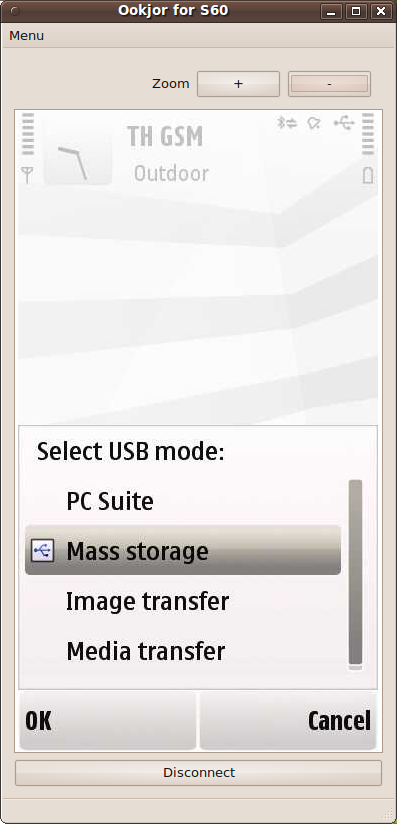 Ookjor for S60
Menu
Zoom + -
TH GSM
Outdoor
Select USB mode:
PC Suite
Mass storage
Image transfer
Media transfer
OK Cancel
Disconnect